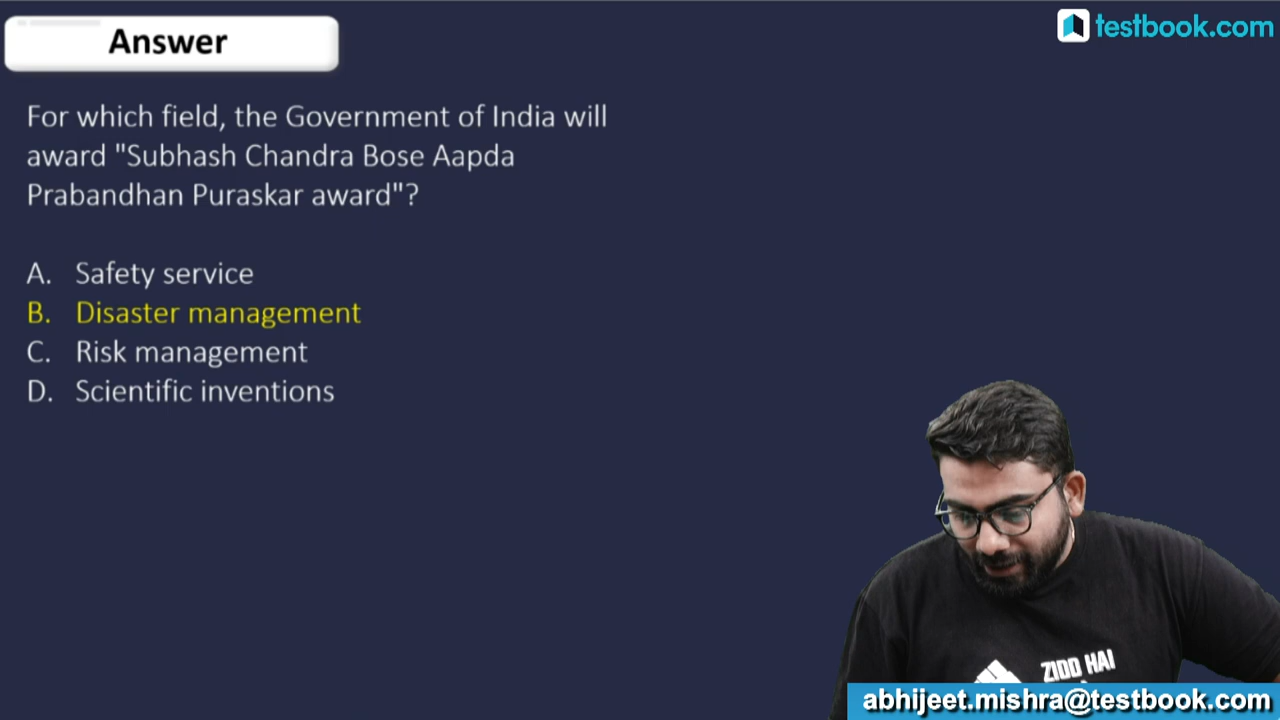 Answer
testbook.com
For which field, the Government of India will
award "Subhash Chandra Bose Aapda
Prabandhan Puraskar award"?
A. Safety service
B. Disaster management
C. Risk management
D. Scientific inventions
ZIDD HAI
abhijeet.mishra@testbook.com